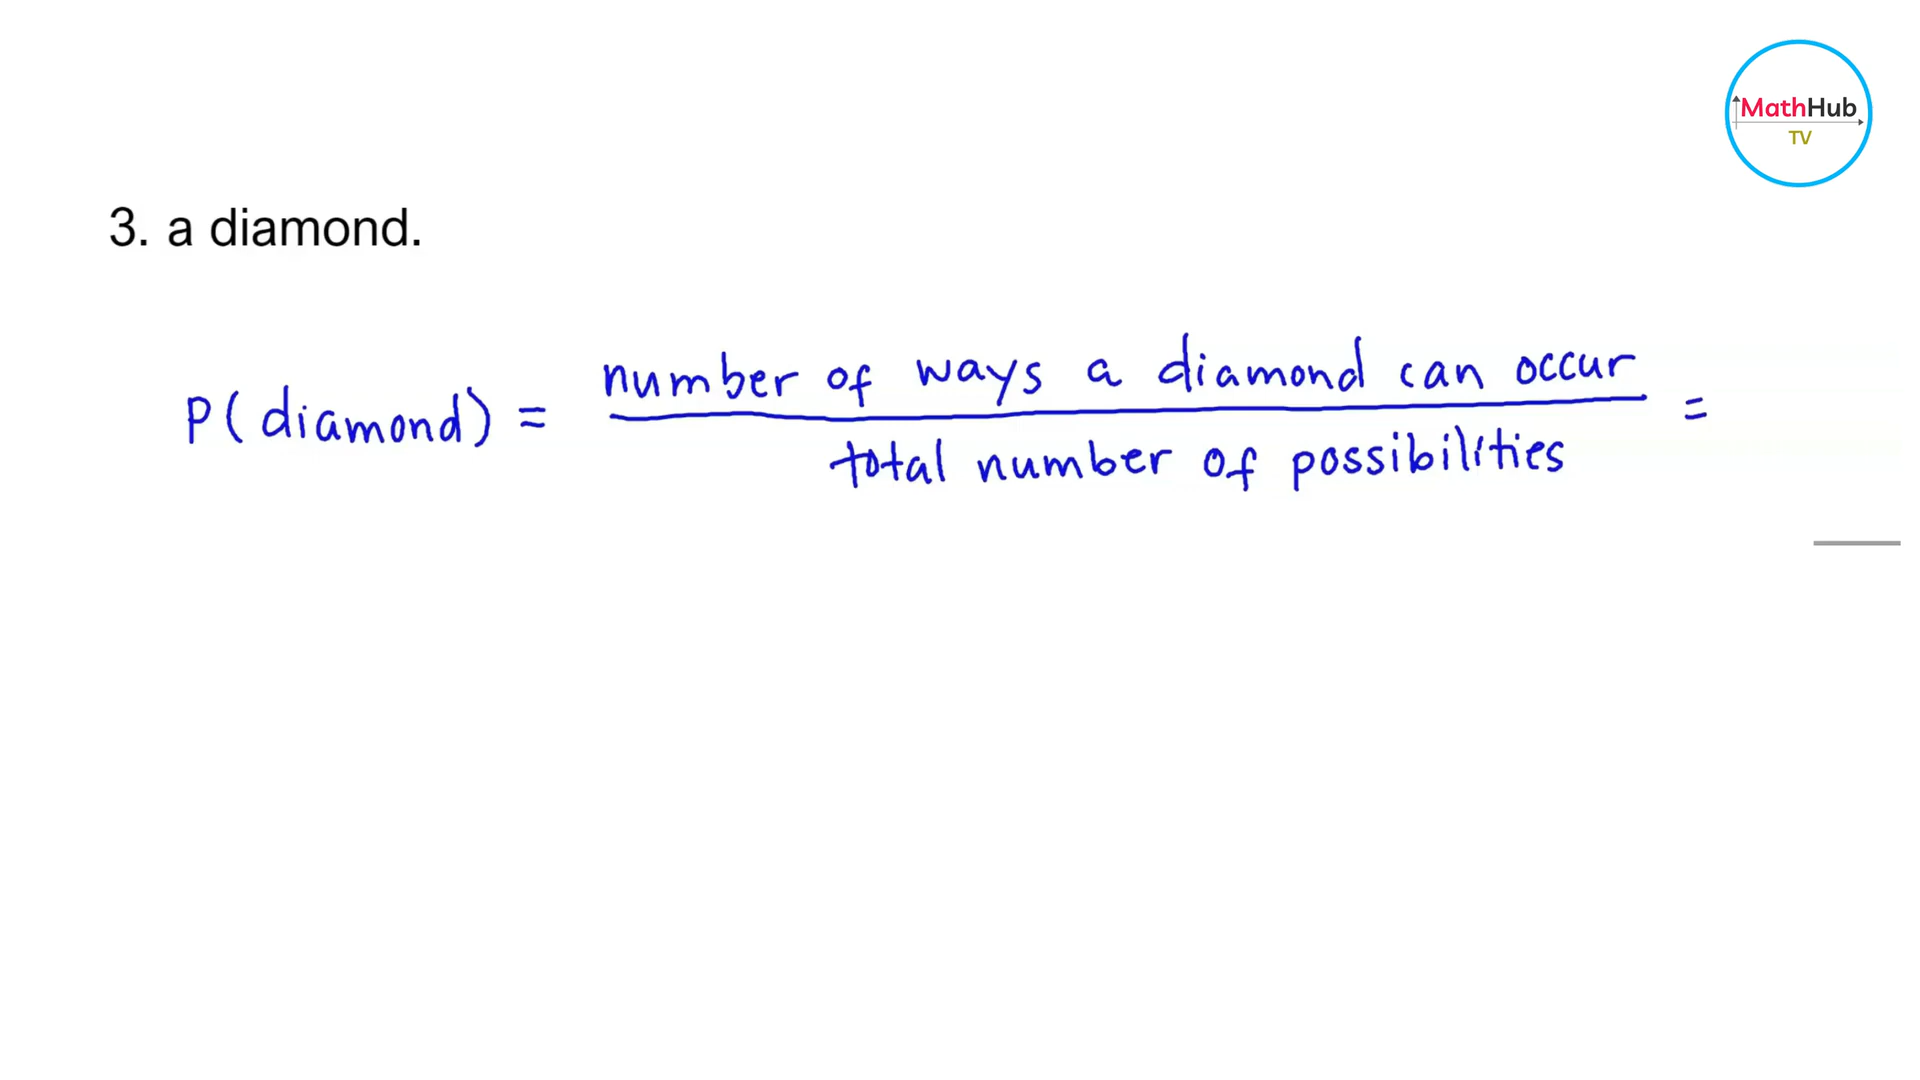 MathHub
TV
3. a diamond.
P(diamond) = number of ways a diamond can occur =
total number of possibilities